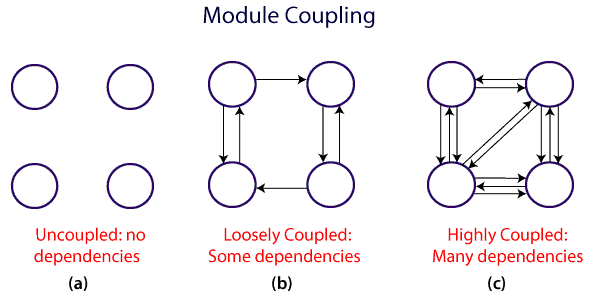 Module Coupling
Uncoupled: no
dependencies
(a)
Loosely Coupled:
Some dependencies
(b)
Highly Coupled:
Many dependencies
(c)